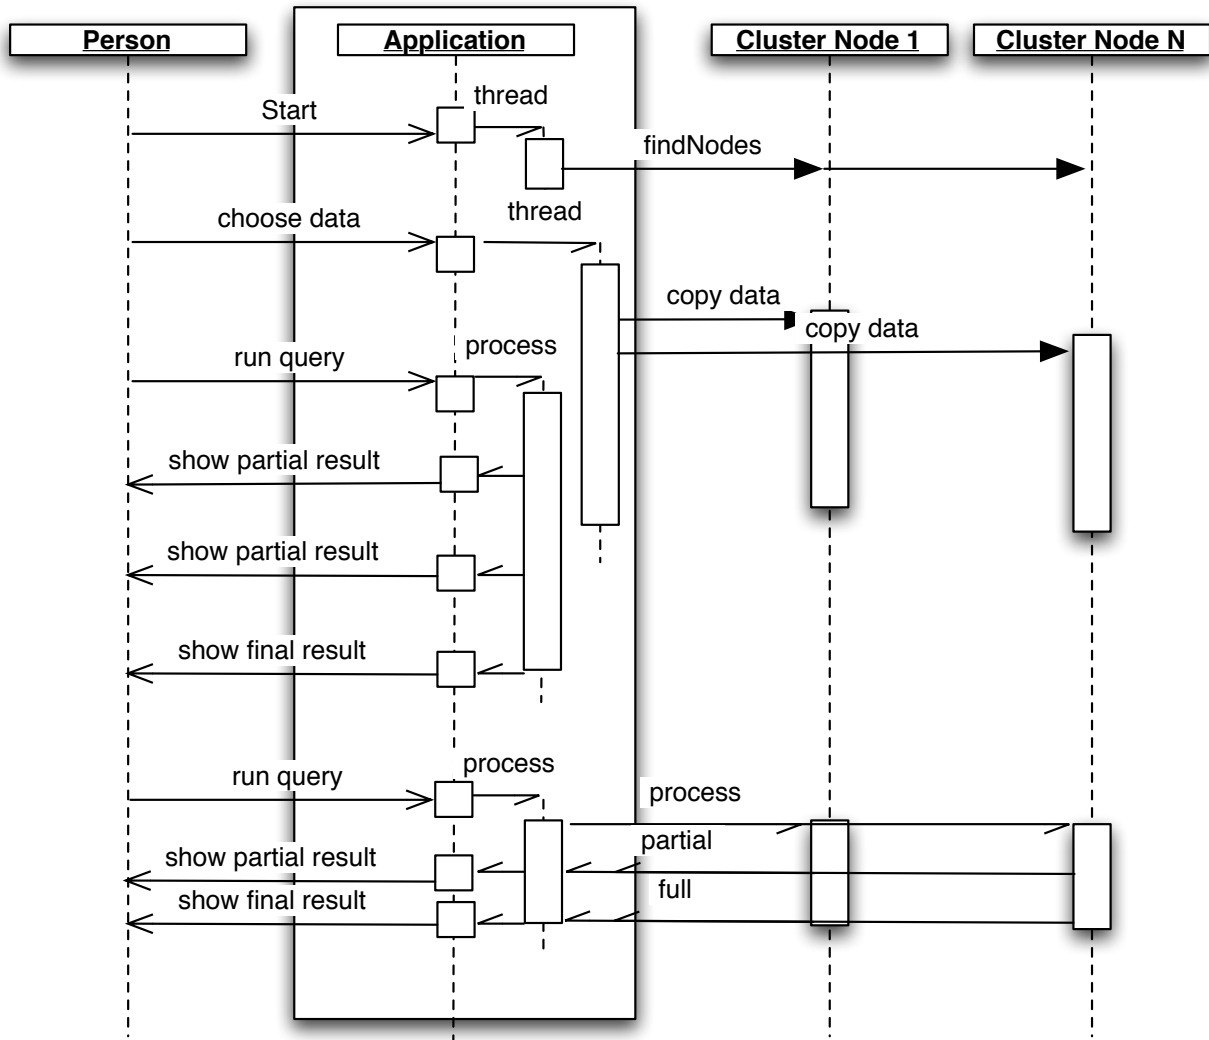 Person
Application
Cluster Node 1
Cluster Node N
thread
Start
findNodes
thread
choose data
copy data
copy data
process
run query
show partial result
show partial result
show final result
process
run query
process
partial
show partial result
full
show final result